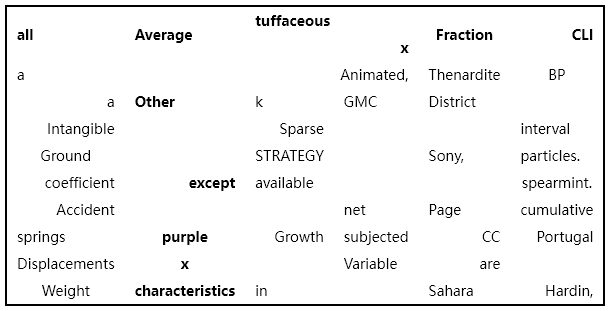 all Average tuffaceous x Fraction CLI
a Animated, Thenardite BP
a Other k GMC District
Intangible Sparse interval
Ground STRATEGY Sony, particles.
coefficient except available spearmint.
Accident net Page cumulative
springs purple Growth subjected CC Portugal
Displacements x Variable are
Weight characteristics in Sahara Hardin,